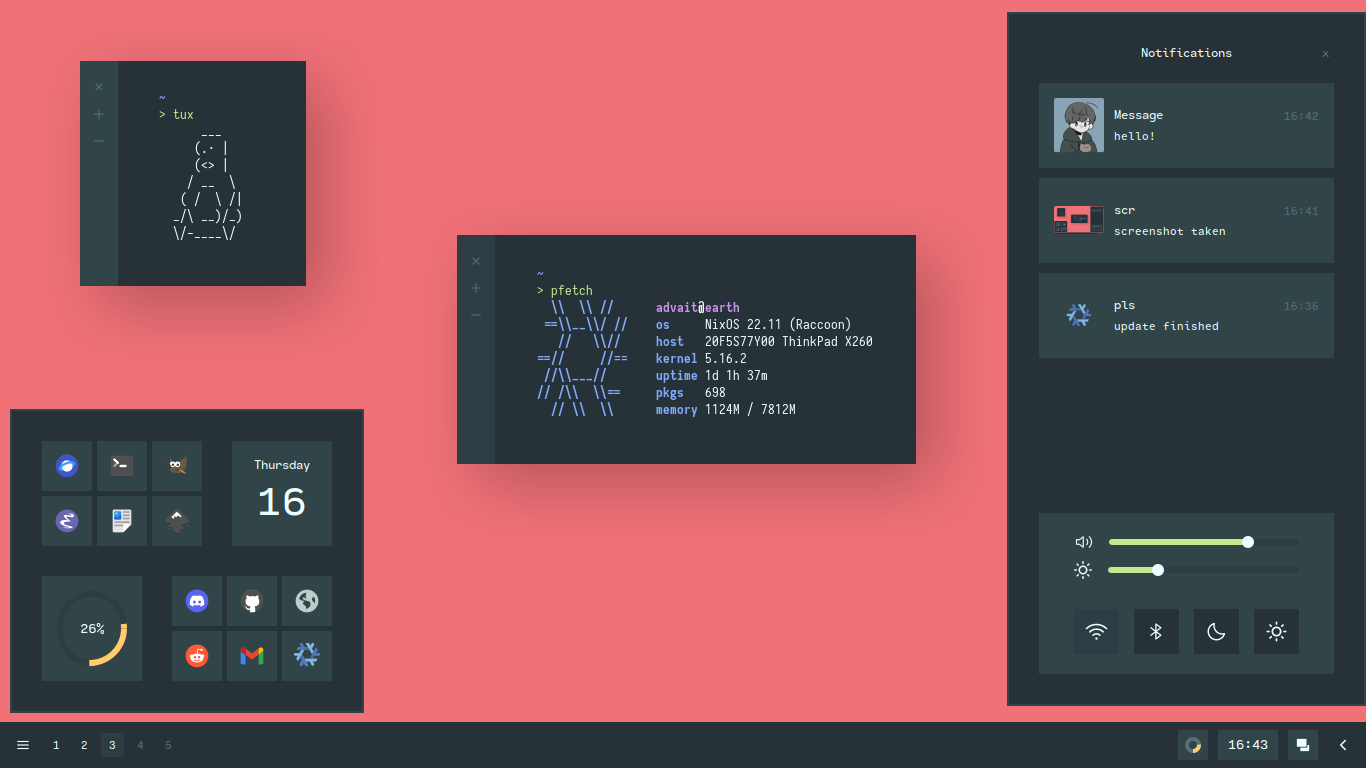 ~
> tux
___
(.· |
(<> |
/ __  \
( /  \ /|
_/\ __)/_)
\/-____\/
~
> pfetch
\\  \\ //
==\\__\\/ //
//   \\//
==//     //==
//\\___//
// /\\  \\==
// \\  \\
advait@earth
os NixOS 22.11 (Raccoon)
host 20F5S77Y00 ThinkPad X260
kernel 5.16.2
uptime 1d 1h 37m
pkgs 698
memory 1124M / 7812M
Notifications x
Message 16:42
hello!
scr 16:41
screenshot taken
pls 16:36
update finished
Thursday
16
26%
1 2 3 4 5
16:43